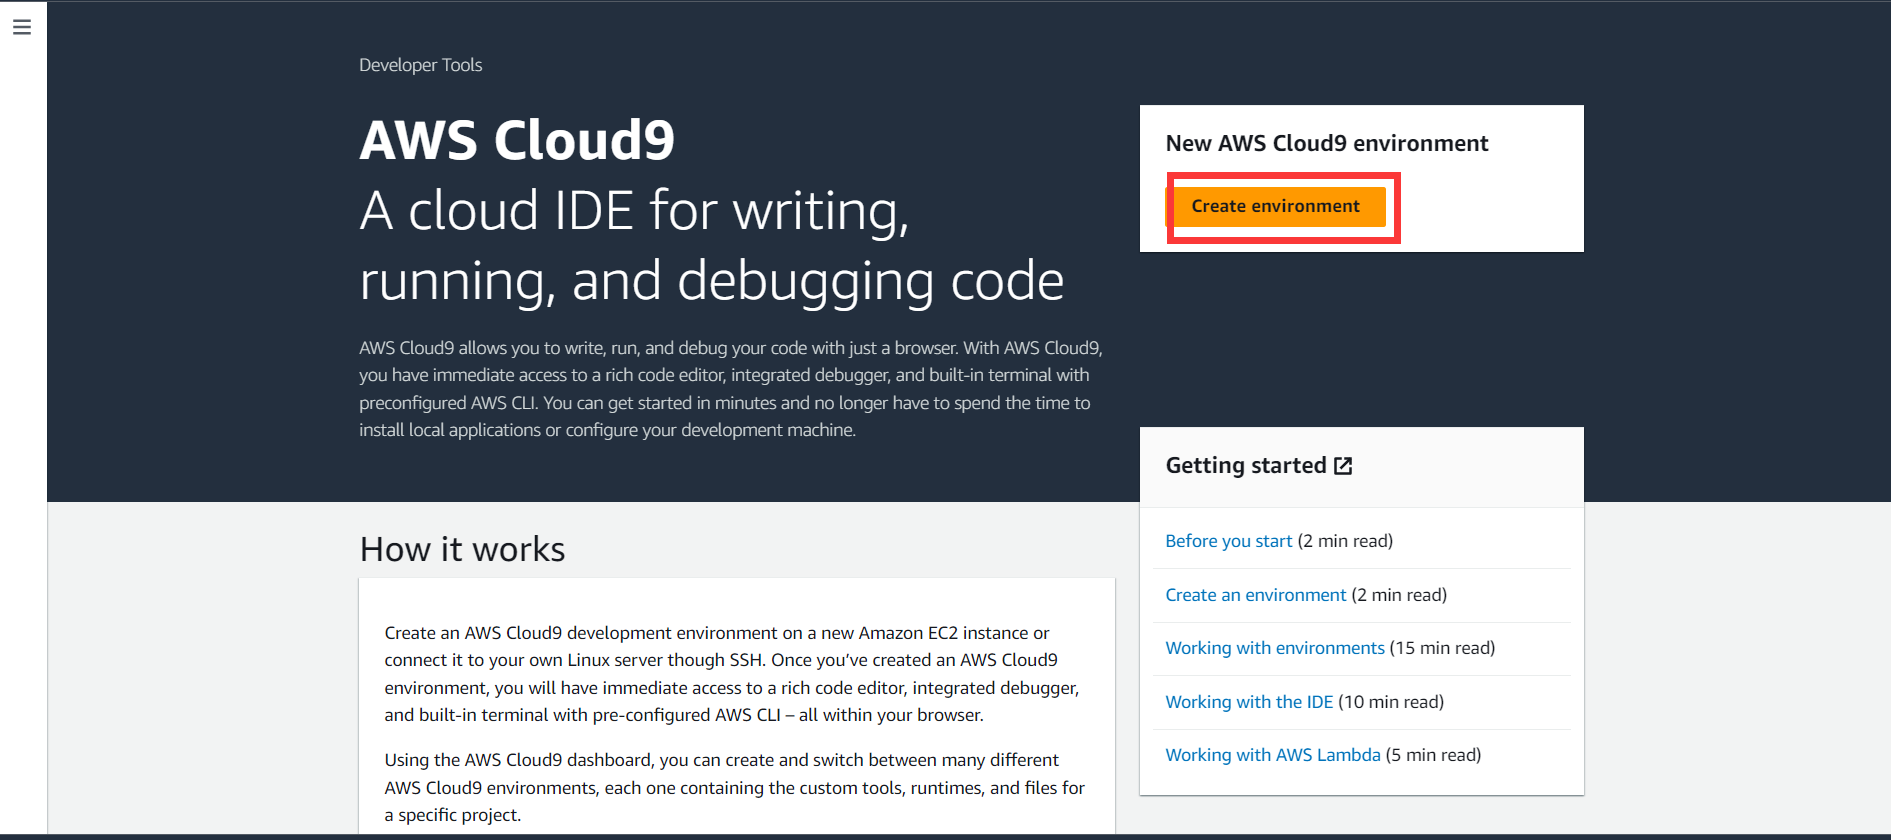 Developer Tools
AWS Cloud9
A cloud IDE for writing,
running, and debugging code
AWS Cloud9 allows you to write, run, and debug your code with just a browser. With AWS Cloud9,
you have immediate access to a rich code editor, integrated debugger, and built-in terminal with
preconfigured AWS CLI. You can get started in minutes and no longer have to spend the time to
install local applications or configure your development machine.
New AWS Cloud9 environment
Create environment
Getting started
Before you start (2 min read)
Create an environment (2 min read)
Working with environments (15 min read)
Working with the IDE (10 min read)
Working with AWS Lambda (5 min read)
How it works
Create an AWS Cloud9 development environment on a new Amazon EC2 instance or
connect it to your own Linux server though SSH. Once you’ve created an AWS Cloud9
environment, you will have immediate access to a rich code editor, integrated debugger,
and built-in terminal with pre-configured AWS CLI – all within your browser.
Using the AWS Cloud9 dashboard, you can create and switch between many different
AWS Cloud9 environments, each one containing the custom tools, runtimes, and files for
a specific project.